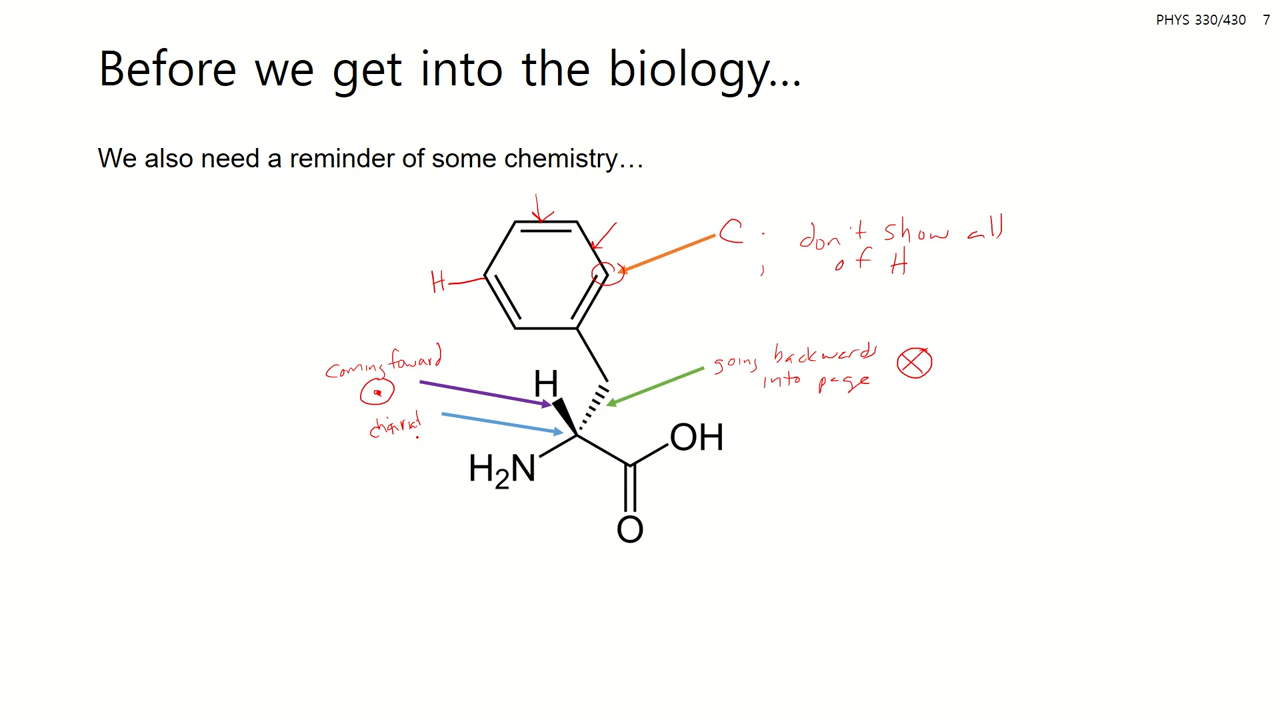 PHYS 330/430 7
Before we get into the biology...
We also need a reminder of some chemistry…
C ; don't show all
of H
H
coming foward
going backwards
into page
H
chiral
OH
H2N
O